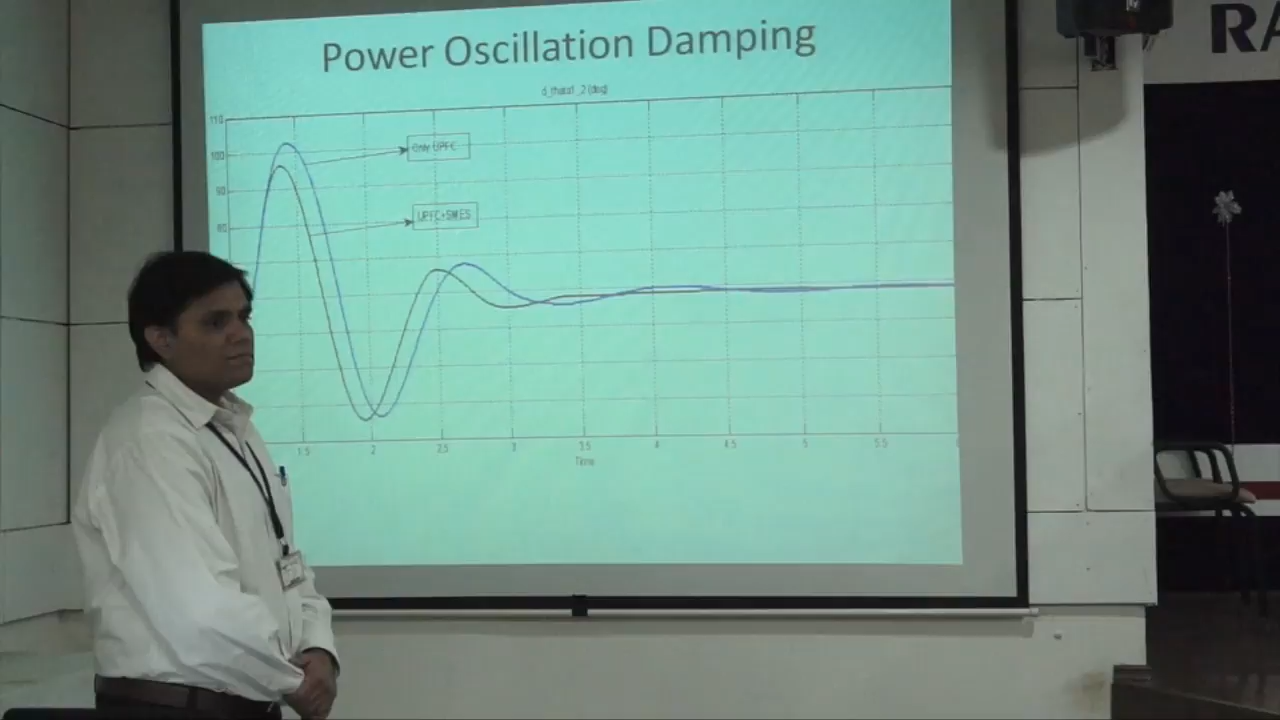 Power Oscillation Damping
RA
d_theta1_2 (deg)
110
100
90
80
Only UPFC
UPFC+SMES
1.5 2 2.5 3 3.5 4 4.5 5 5.5
Time